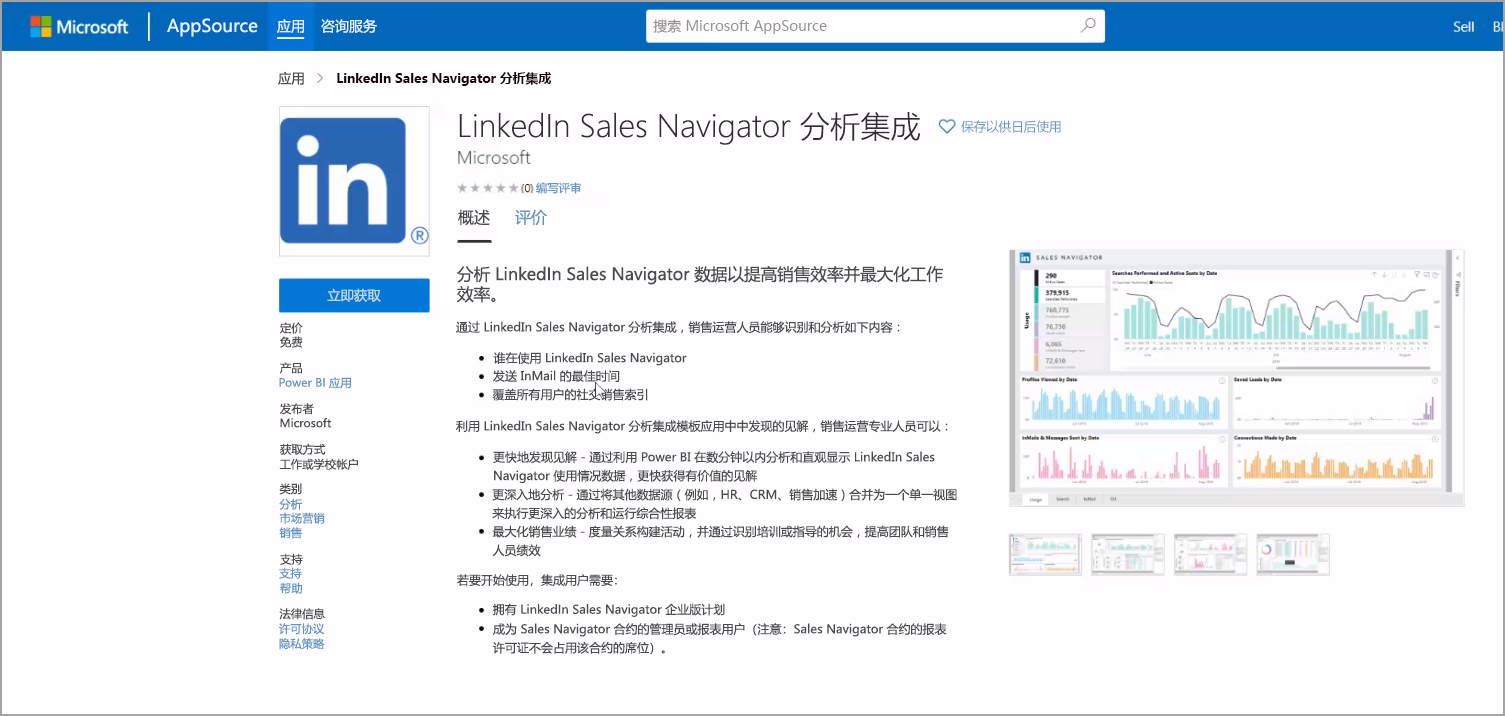 Microsoft AppSource 应用 咨询服务 搜索 Microsoft AppSource Sell
应用 > LinkedIn Sales Navigator 分析集成
in
®
LinkedIn Sales Navigator 分析集成 保存以供日后使用
Microsoft
(0) 编写评审
概述 评价
立即获取
定价
免费
产品
Power BI 应用
发布者
Microsoft
获取方式
工作或学校帐户
类别
分析
市场营销
销售
支持
支持
帮助
法律信息
许可协议
隐私策略
分析 LinkedIn Sales Navigator 数据以提高销售效率并最大化工作
效率。
通过 LinkedIn Sales Navigator 分析集成，销售运营人员能够识别和分析如下内容：
• 谁在使用 LinkedIn Sales Navigator
• 发送 InMail 的最佳时间
• 覆盖所有用户的社交销售索引
利用 LinkedIn Sales Navigator 分析集成模板应用中中发现的见解，销售运营专业人员可以：
• 更快地发现见解 - 通过利用 Power BI 在数分钟以内分析和直观显示 LinkedIn Sales
Navigator 使用情况数据，更快获得有价值的见解
• 更深入地分析 - 通过将其他数据源（例如，HR、CRM、销售加速）合并为一个单一视图
来执行更深入的分析和运行综合性报表
• 最大化销售业绩 - 度量关系构建活动，并通过识别培训或指导的机会，提高团队和销售
人员绩效
若要开始使用，集成用户需要：
• 拥有 LinkedIn Sales Navigator 企业版计划
• 成为 Sales Navigator 合约的管理员或报表用户（注意：Sales Navigator 合约的报表
许可证不会占用该合约的席位）。
in SALES NAVIGATOR
290
Active Seats
379,915
Searches Performed
760,775
76,730
6,065
72,610
Usage
Searches Performed and Active Seats by Date
Filters
Profiles Viewed by Date
Saved Leads by Date
InMails & Messages Sent by Date
Connections Made by Date
Usage Search InMail SSI